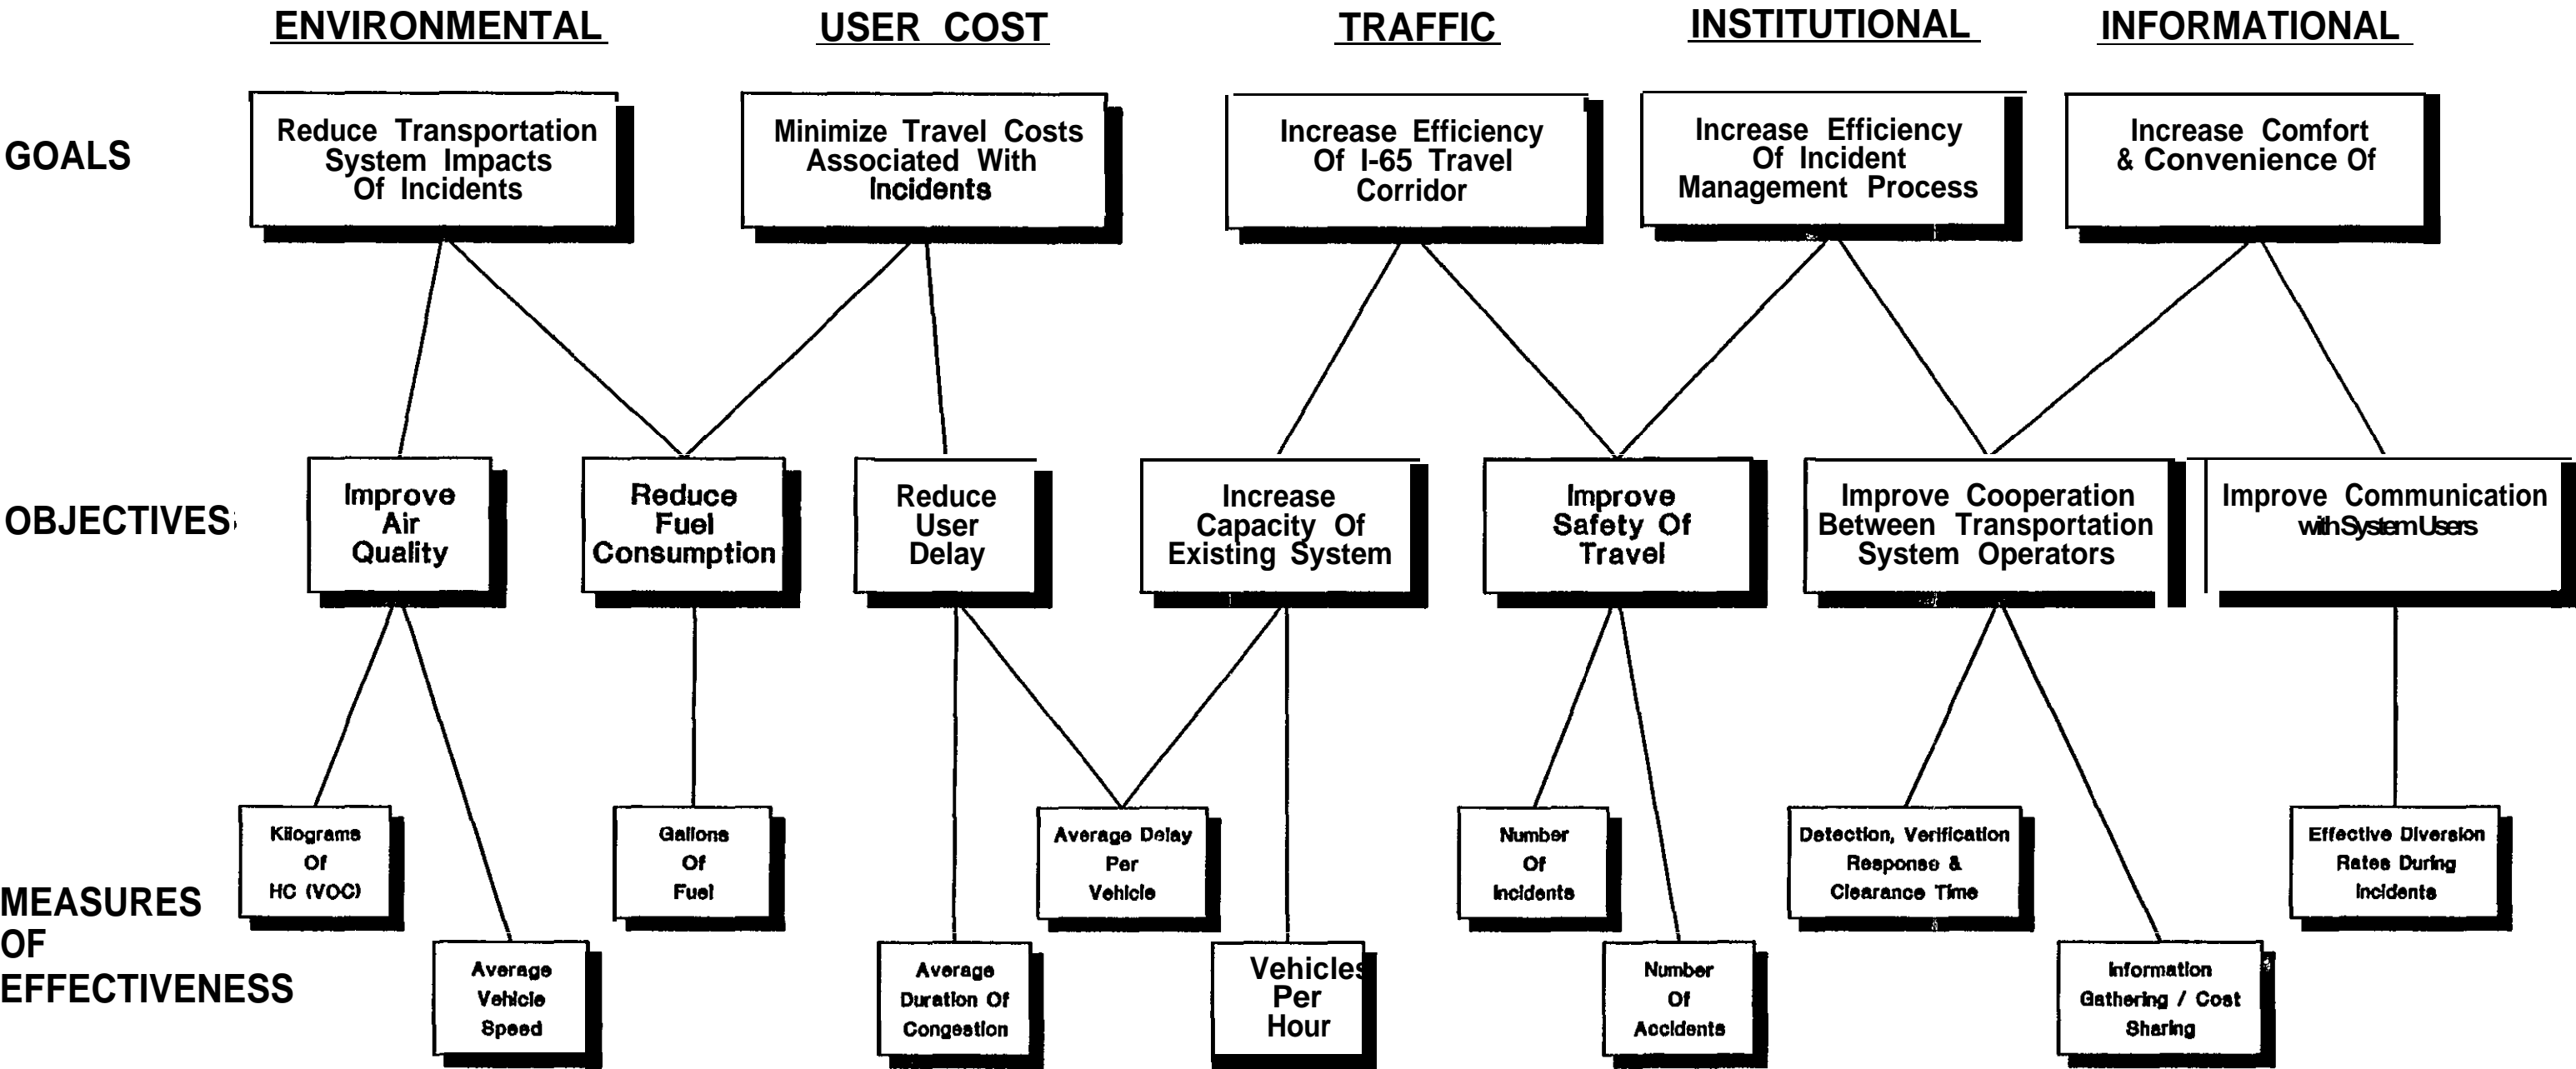 ENVIRONMENTAL
USER COST
TRAFFIC
INSTITUTIONAL
INFORMATIONAL
GOALS
Reduce Transportation
System Impacts
Of Incidents
Minimize Travel Costs
Associated With
Incidents
Increase Efficiency
Of I-65 Travel
Corridor
Increase Efficiency
Of Incident
Management Process
Increase Comfort
& Convenience Of
OBJECTIVES
Improve
Air
Quality
Reduce
Fuel
Consumption
Reduce
User
Delay
Increase
Capacity Of
Existing System
Improve
Safety Of
Travel
Improve Cooperation
Between Transportation
System Operators
Improve Communication
with System Users
MEASURES
OF
EFFECTIVENESS
Kilograms
Of
HC (VOC)
Average
Vehicle
Speed
Gallons
Of
Fuel
Average
Duration Of
Congestion
Average Delay
Per
Vehicle
Vehicles
Per
Hour
Number
Of
Incidents
Number
Of
Accidents
Detection, Verification
Response &
Clearance Time
Information
Gathering / Cost
Sharing
Effective Diversion
Rates During
Incidents